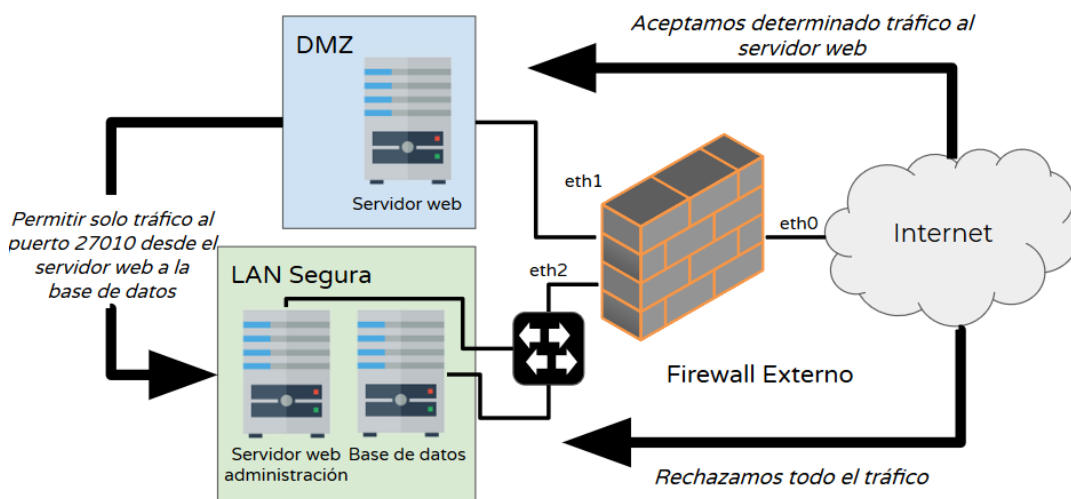 Aceptamos determinado tráfico al
servidor web
DMZ
Servidor web
eth1
eth0
Internet
Permitir solo tráfico al
puerto 27010 desde el
servidor web a la
base de datos
LAN Segura
eth2
Servidor web
administración
Base de datos
Firewall Externo
Rechazamos todo el tráfico